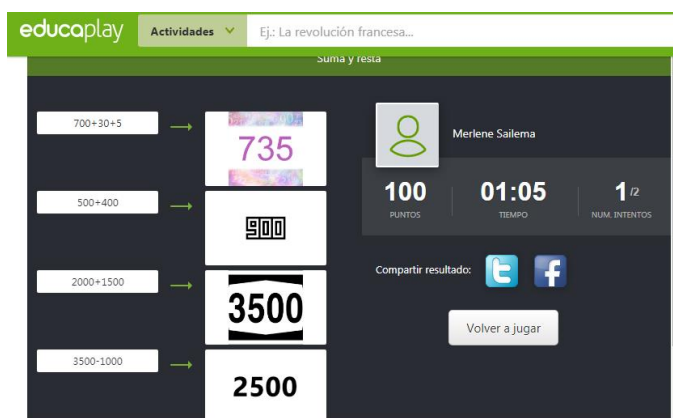 educaplay Actividades Ej.: La revolución francesa...
Suma y resta
700+30+5
735
500+400
900
2000+1500
3500
3500-1000
2500
Merlene Sailema
100 01:05 1/2
PUNTOS TIEMPO NUM. INTENTOS
Compartir resultado:
Volver a jugar